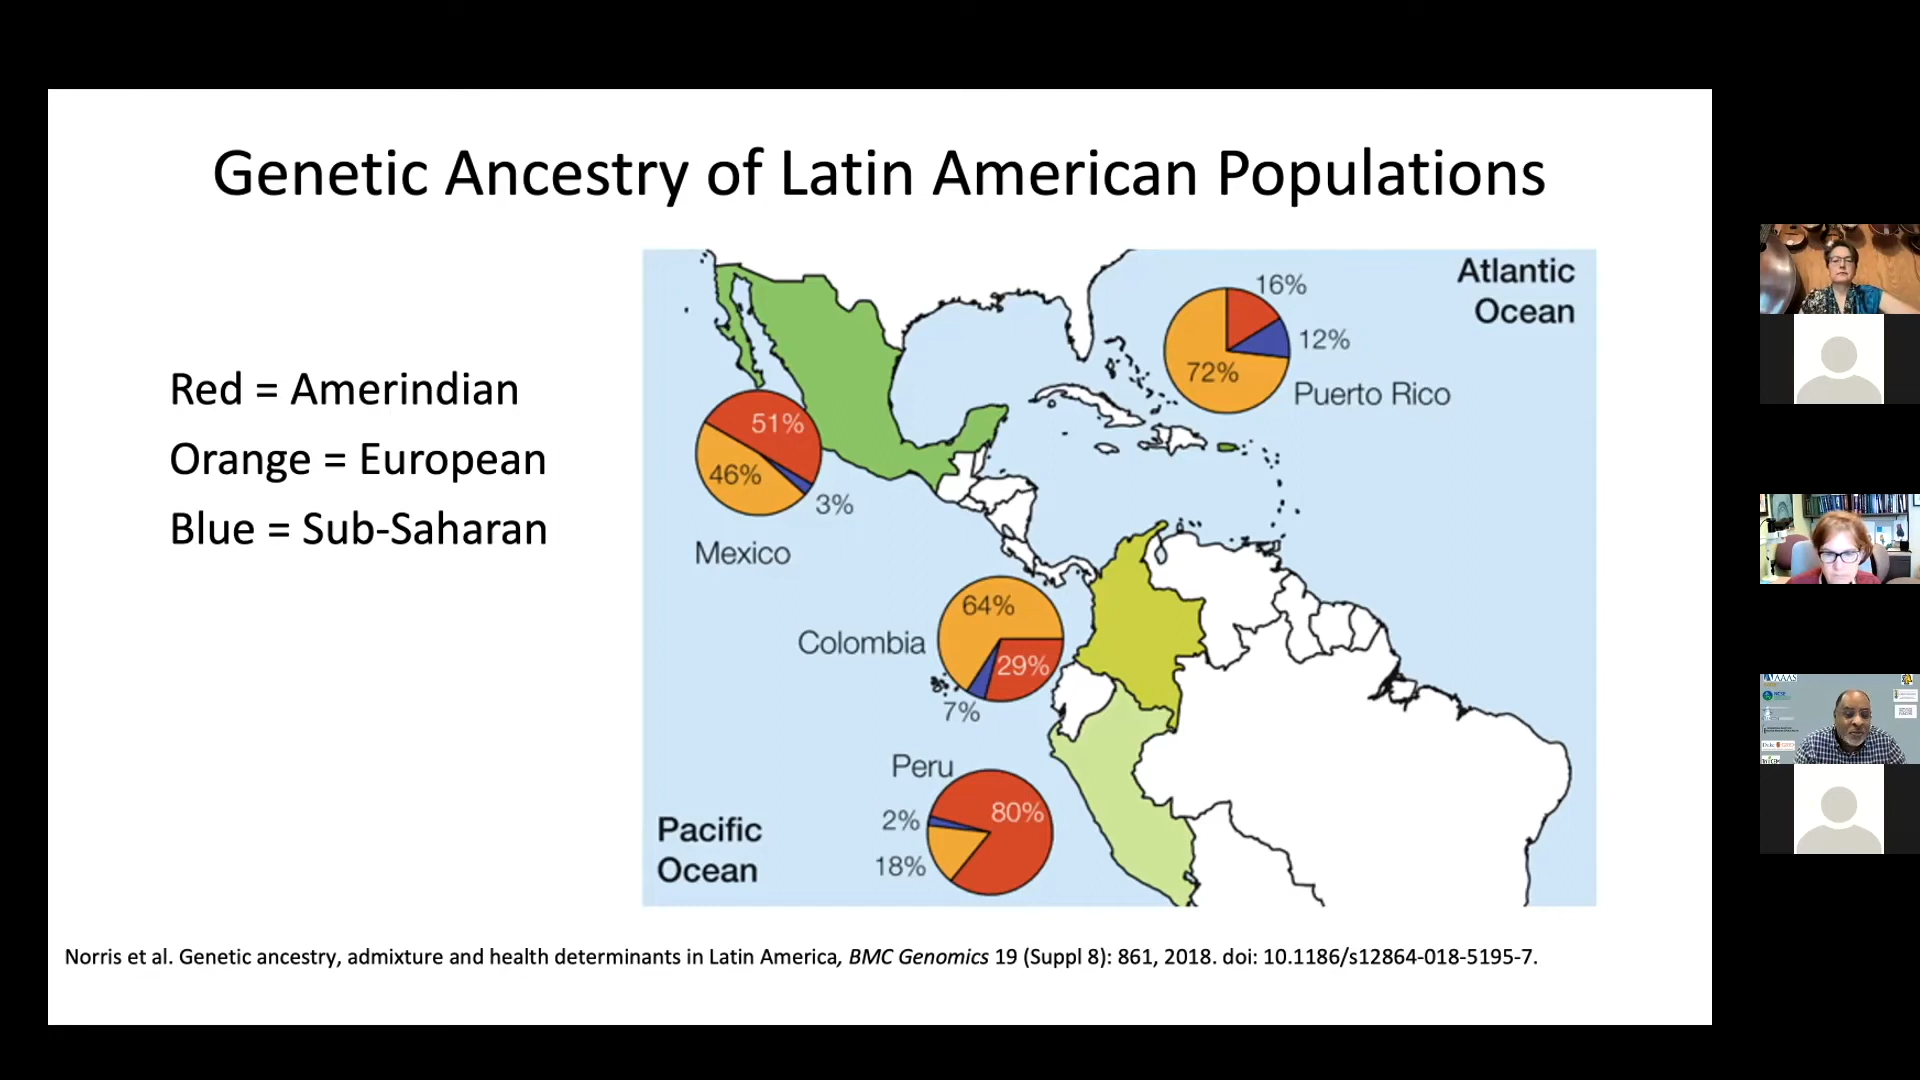 Genetic Ancestry of Latin American Populations
Red = Amerindian
Orange = European
Blue = Sub-Saharan
Atlantic
Ocean
16%
12%
72%
Puerto Rico
51%
46%
3%
Mexico
64%
Colombia
29%
7%
Peru
80%
2%
18%
Pacific
Ocean
Norris et al. Genetic ancestry, admixture and health determinants in Latin America, BMC Genomics 19 (Suppl 8): 861, 2018. doi: 10.1186/s12864-018-5195-7.
AAAS
Duke